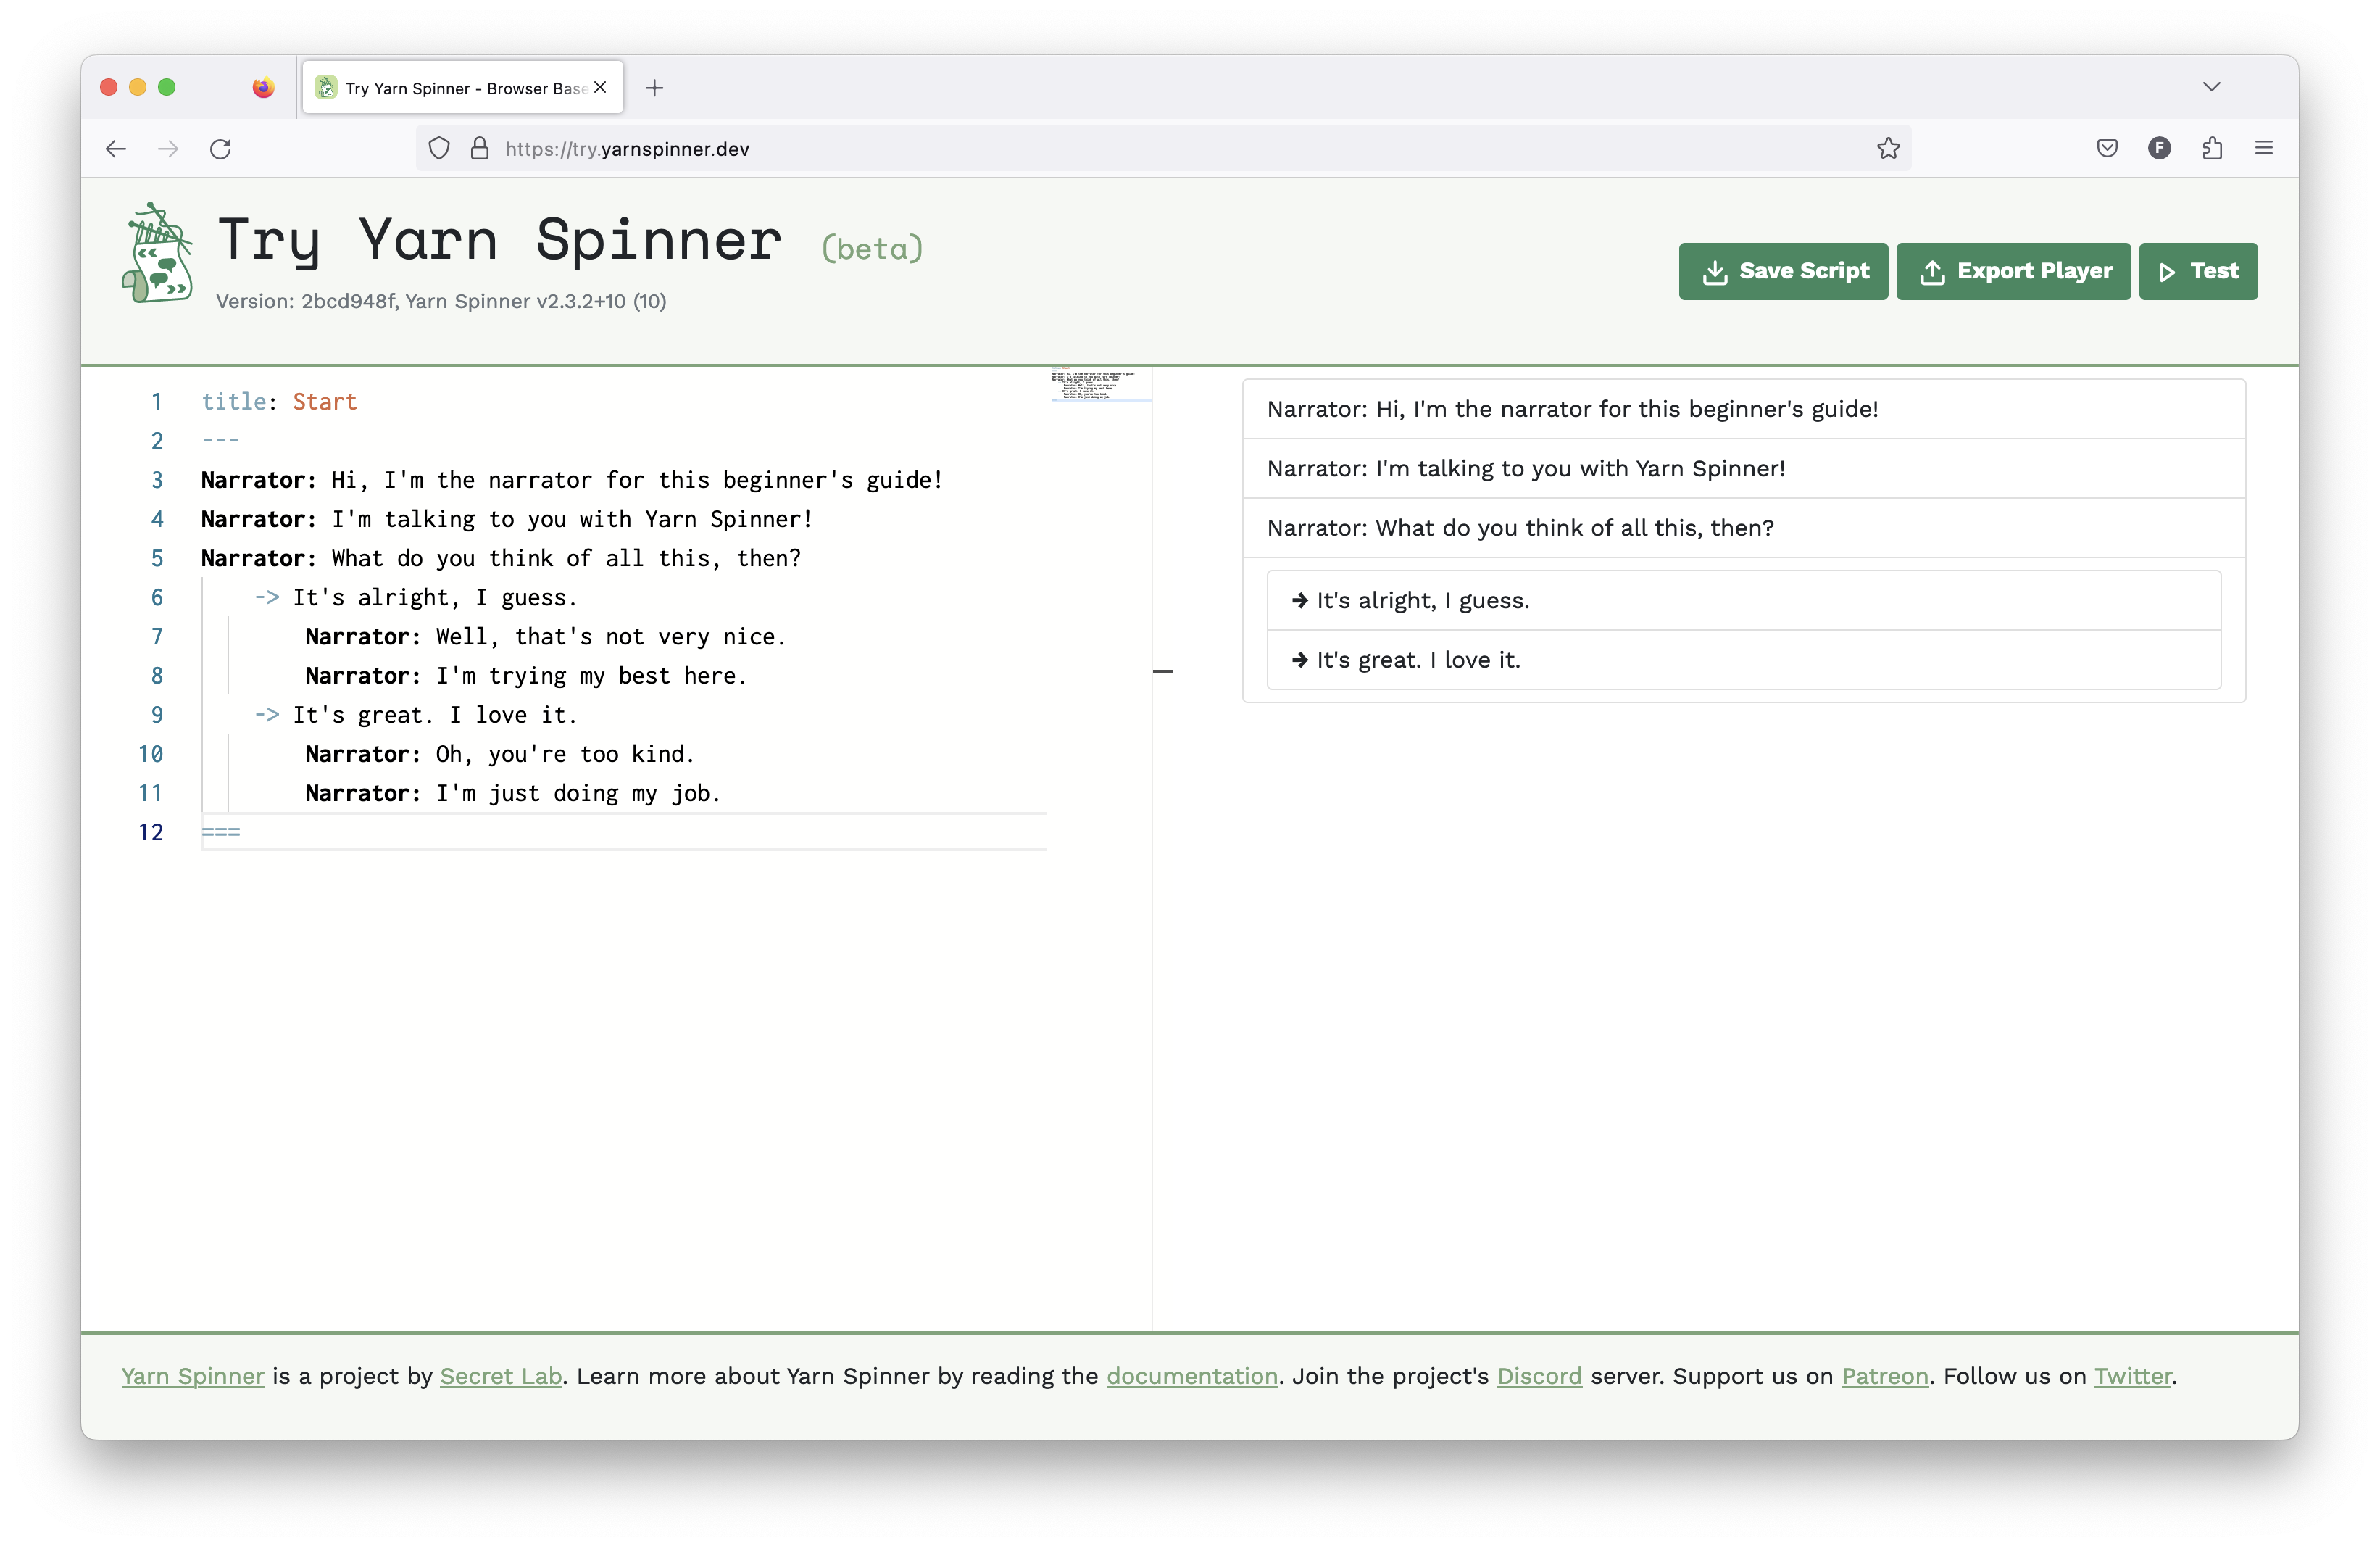 Try Yarn Spinner - Browser Base
https://try.yarnspinner.dev
F
Try Yarn Spinner (beta)
Version: 2bcd948f, Yarn Spinner v2.3.2+10 (10)
Save Script
Export Player
Test
1 title: Start
2 ---
3 Narrator: Hi, I'm the narrator for this beginner's guide!
4 Narrator: I'm talking to you with Yarn Spinner!
5 Narrator: What do you think of all this, then?
6 -> It's alright, I guess.
7 Narrator: Well, that's not very nice.
8 Narrator: I'm trying my best here.
9 -> It's great. I love it.
10 Narrator: Oh, you're too kind.
11 Narrator: I'm just doing my job.
12 ===
Narrator: Hi, I'm the narrator for this beginner's guide!
Narrator: I'm talking to you with Yarn Spinner!
Narrator: What do you think of all this, then?
→ It's alright, I guess.
→ It's great. I love it.
Yarn Spinner is a project by Secret Lab. Learn more about Yarn Spinner by reading the documentation. Join the project's Discord server. Support us on Patreon. Follow us on Twitter.